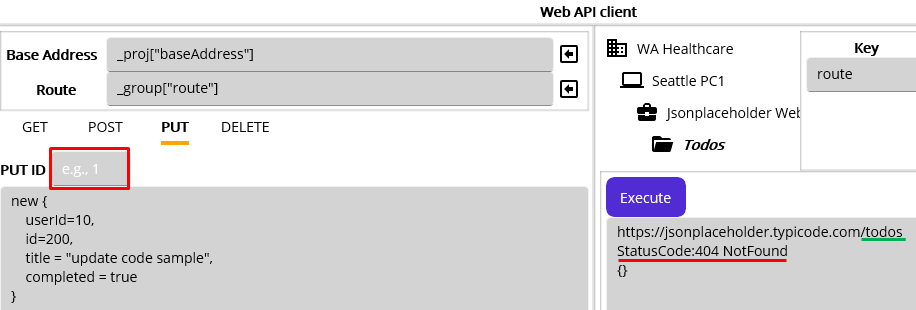 Web API client
Base Address
_proj["baseAddress"]
Route
_group["route"]
GET POST PUT DELETE
PUT ID
e.g., 1
new {
userId=10,
id=200,
title = "update code sample",
completed = true
}
WA Healthcare
Seattle PC1
Jsonplaceholder Web
Todos
Key
route
Execute
https://jsonplaceholder.typicode.com/todos
StatusCode:404 NotFound
{}